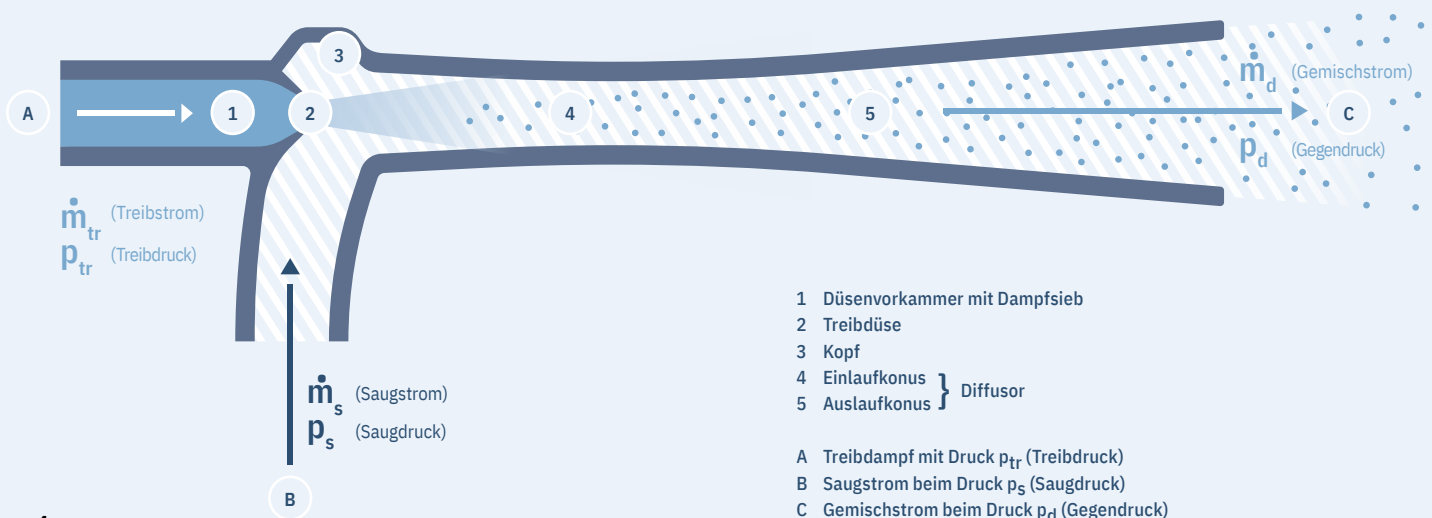 A
1
2
3
4
5
ṁd (Gemischstrom)
C
pd (Gegendruck)
ṁtr (Treibstrom)
ptr (Treibdruck)
ṁs (Saugstrom)
ps (Saugdruck)
B
1 Düsenvorkammer mit Dampfsieb
2 Treibdüse
3 Kopf
4 Einlaufkonus
5 Auslaufkonus
} Diffusor
A Treibdampf mit Druck ptr (Treibdruck)
B Saugstrom beim Druck ps (Saugdruck)
C Gemischstrom beim Druck pd (Gegendruck)